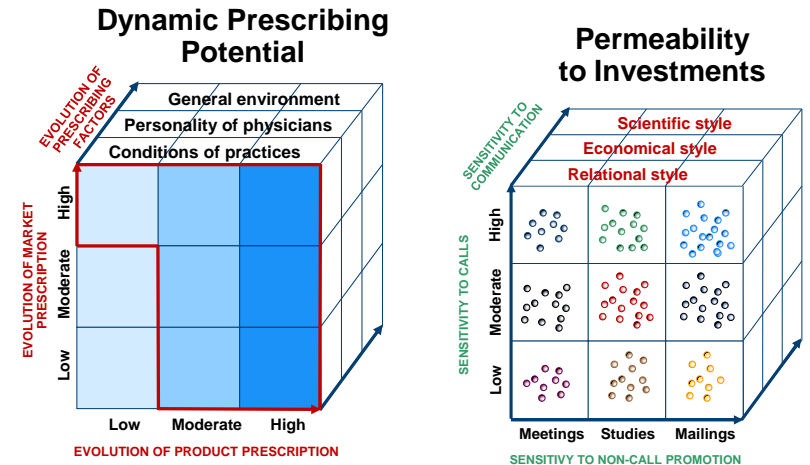 Dynamic Prescribing
Potential
EVOLUTION OF
PRESCRIBING
FACTORS
General environment
Personality of physicians
Conditions of practices
EVOLUTION OF MARKET
PRESCRIPTION
High
Moderate
Low
Low
Moderate
High
EVOLUTION OF PRODUCT PRESCRIPTION
Permeability
to Investments
SENSITIVITY TO
COMMUNICATION
Scientific style
Economical style
Relational style
SENSITIVITY TO CALLS
High
Moderate
Low
Meetings
Studies
Mailings
SENSITIVY TO NON-CALL PROMOTION